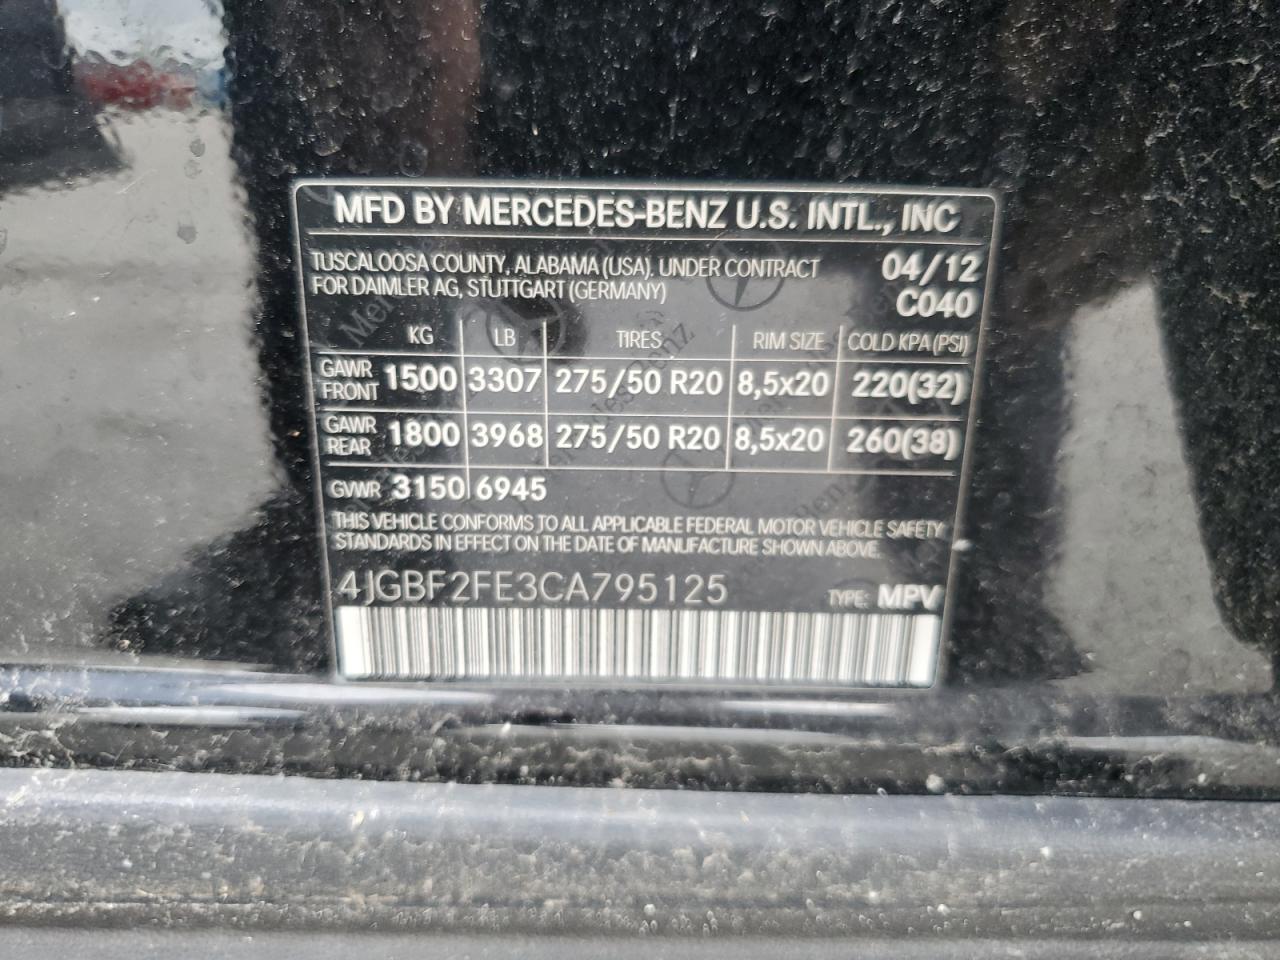 MFD BY MERCEDES-BENZ U.S. INTL., INC
TUSCALOOSA COUNTY, ALABAMA (USA), UNDER CONTRACT 04/12
FOR DAIMLER AG, STUTTGART (GERMANY) C040
KG LB TIRES RIM SIZE COLD KPA (PSI)
GAWR FRONT 1500 3307 275/50 R20 8,5x20 220(32)
GAWR REAR 1800 3968 275/50 R20 8,5x20 260(38)
GVWR 3150 6945
THIS VEHICLE CONFORMS TO ALL APPLICABLE FEDERAL MOTOR VEHICLE SAFETY
STANDARDS IN EFFECT ON THE DATE OF MANUFACTURE SHOWN ABOVE.
4JGBF2FE3CA795125 TYPE: MPV